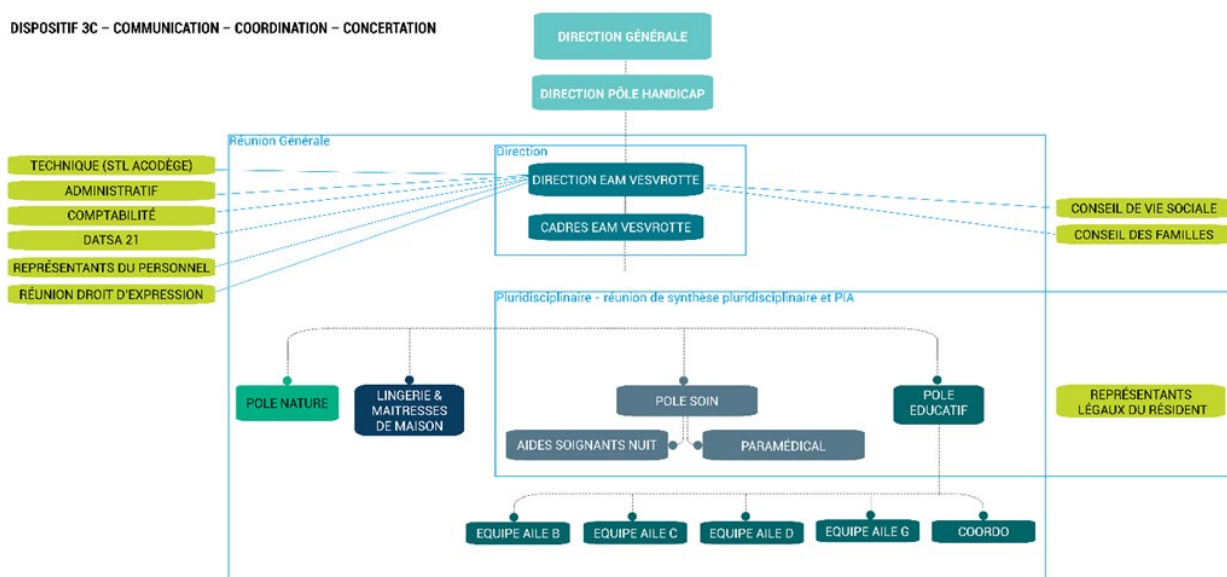 DISPOSITIF 3C – COMMUNICATION – COORDINATION – CONCERTATION
DIRECTION GÉNÉRALE
DIRECTION PÔLE HANDICAP
Réunion Générale
Direction
TECHNIQUE (STL ACODÈGE)
ADMINISTRATIF
COMPTABILITÉ
DATSA 21
REPRÉSENTANTS DU PERSONNEL
RÉUNION DROIT D'EXPRESSION
DIRECTION EAM VESVROTTE
CADRES EAM VESVROTTE
CONSEIL DE VIE SOCIALE
CONSEIL DES FAMILLES
Pluridisciplinaire - réunion de synthèse pluridisciplinaire et PIA
POLE NATURE
LINGERIE &
MAITRESSES
DE MAISON
POLE SOIN
POLE
EDUCATIF
REPRÉSENTANTS
LÉGAUX DU RÉSIDENT
AIDES SOIGNANTS NUIT
PARAMÉDICAL
EQUIPE AILE B
EQUIPE AILE C
EQUIPE AILE D
EQUIPE AILE G
COORDO